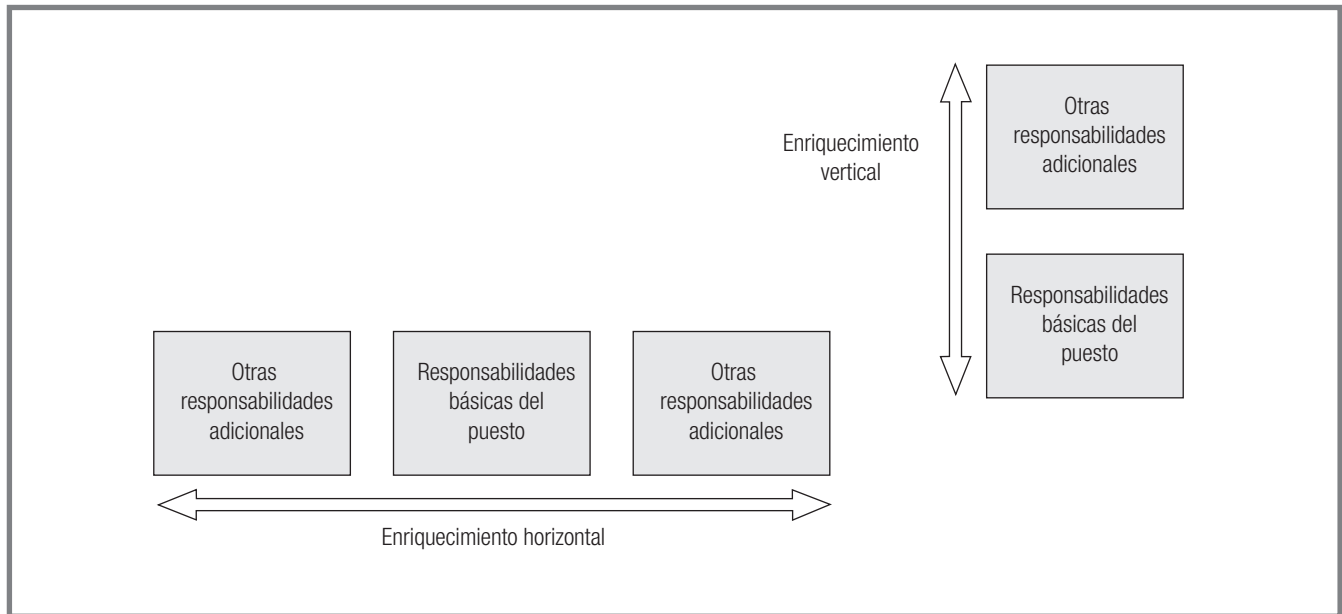 Enriquecimiento
vertical
Otras
responsabilidades
adicionales
Responsabilidades
básicas del
puesto
Otras
responsabilidades
adicionales
Responsabilidades
básicas del
puesto
Otras
responsabilidades
adicionales
Enriquecimiento horizontal